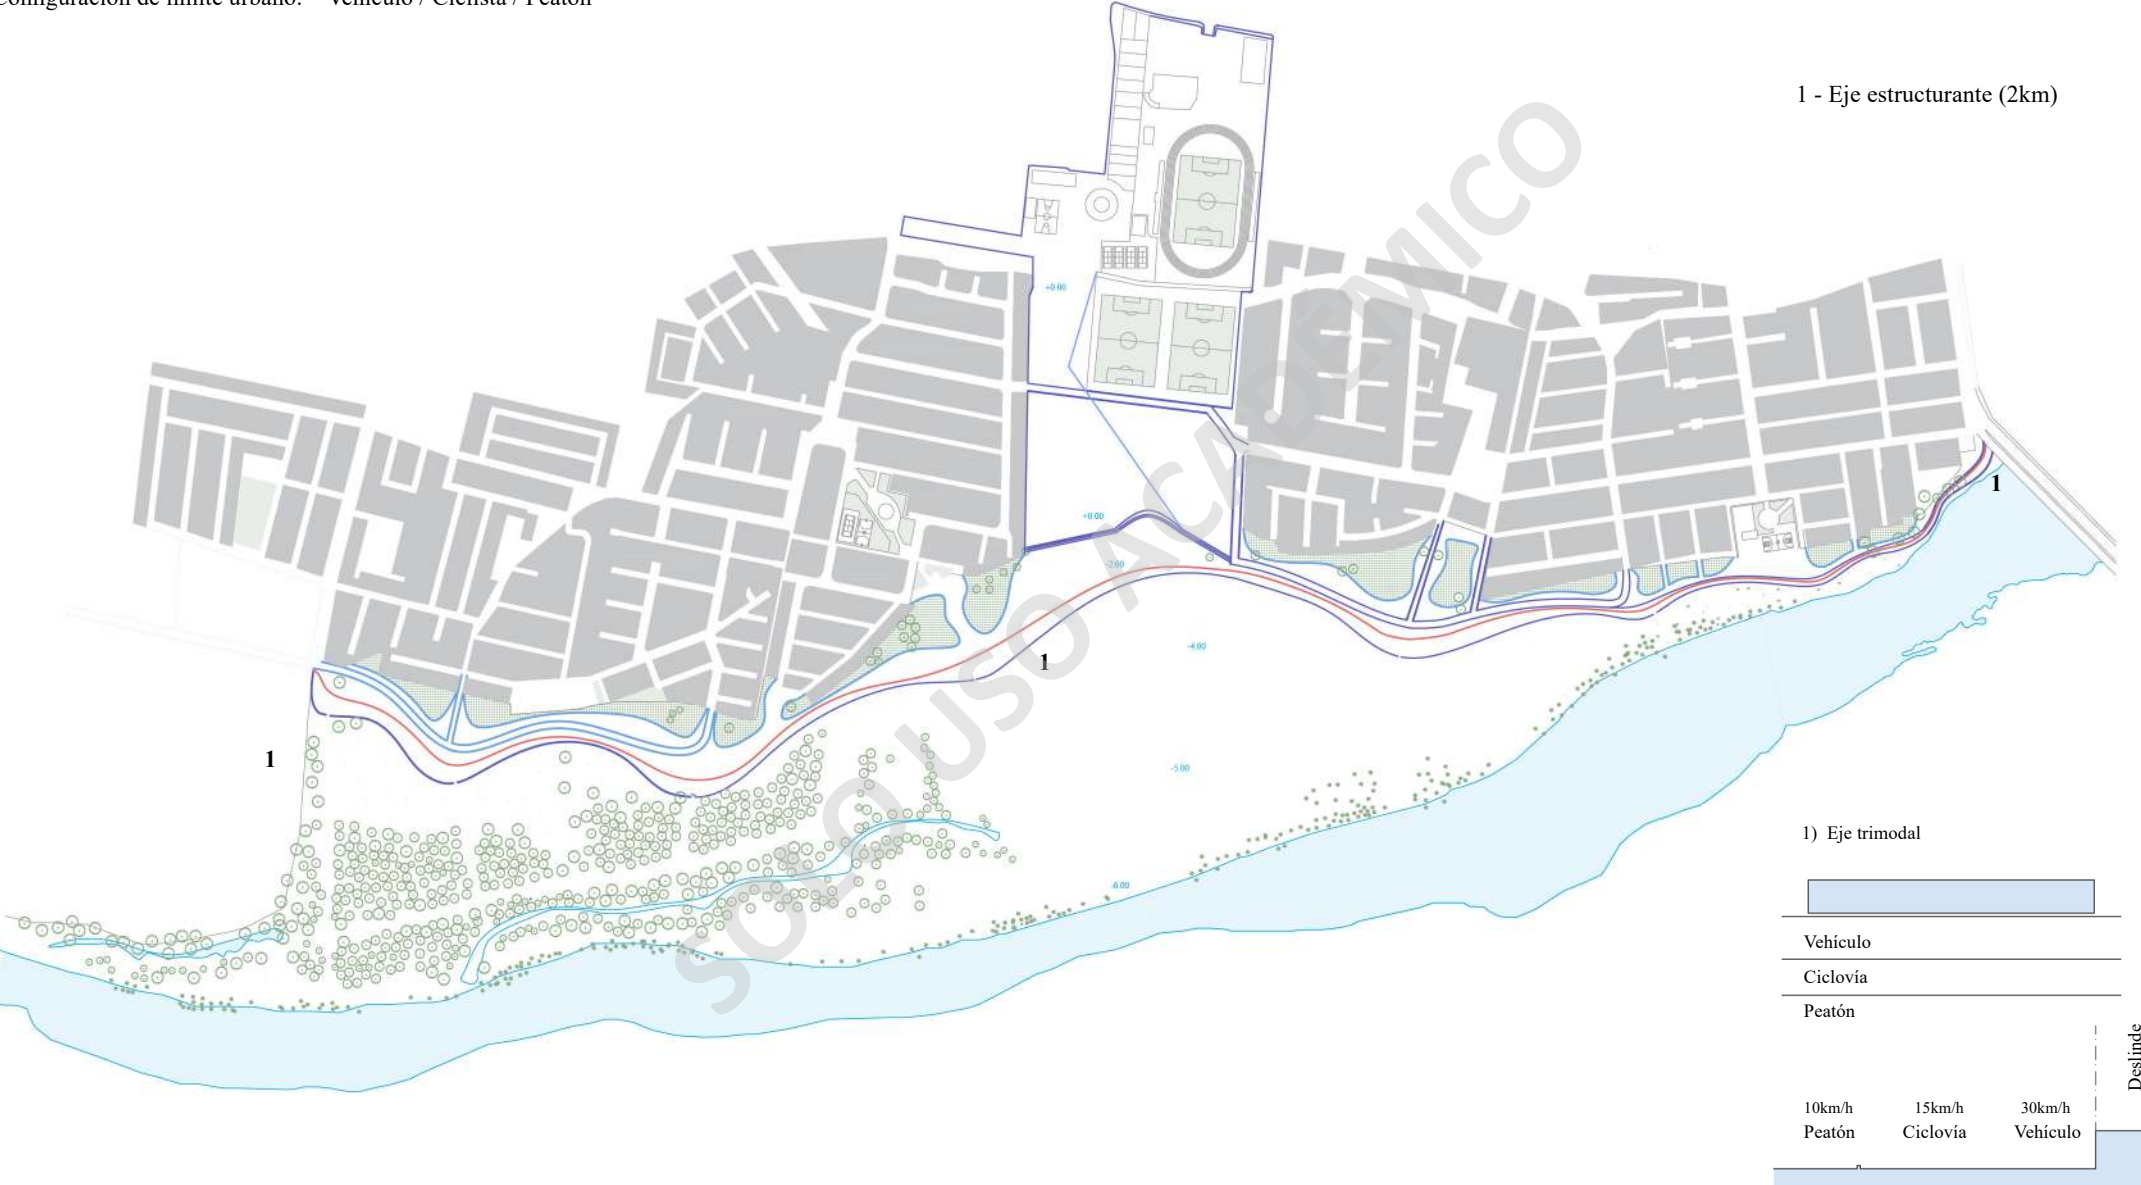 Configuración de límite urbano: Vehículo / Ciclista / Peatón
1 - Eje estructurante (2km)
+0.00
+0.00
-2.00
-4.00
-5.00
-6.00
1
1
1
SOLO USO ACADEMICO
1) Eje trimodal
Vehículo
Ciclovía
Peatón
Deslinde
10km/h 15km/h 30km/h
Peatón Ciclovía Vehículo